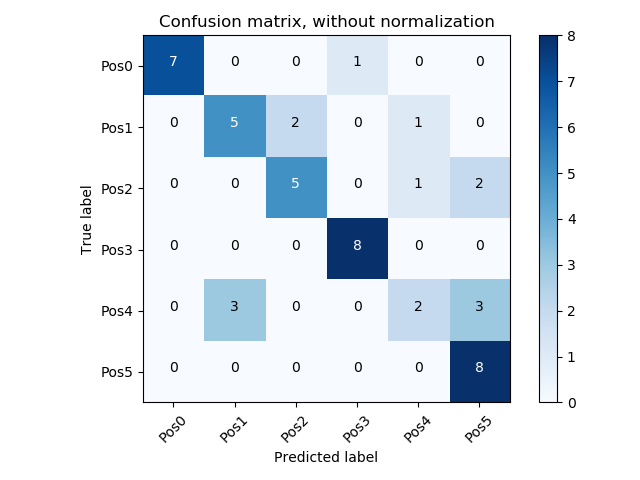 Confusion matrix, without normalization
Pos0 7 0 0 1 0 0
Pos1 0 5 2 0 1 0
Pos2 0 0 5 0 1 2
Pos3 0 0 0 8 0 0
Pos4 0 3 0 0 2 3
Pos5 0 0 0 0 0 8
Pos0 Pos1 Pos2 Pos3 Pos4 Pos5
True label
Predicted label
8
7
6
5
4
3
2
1
0